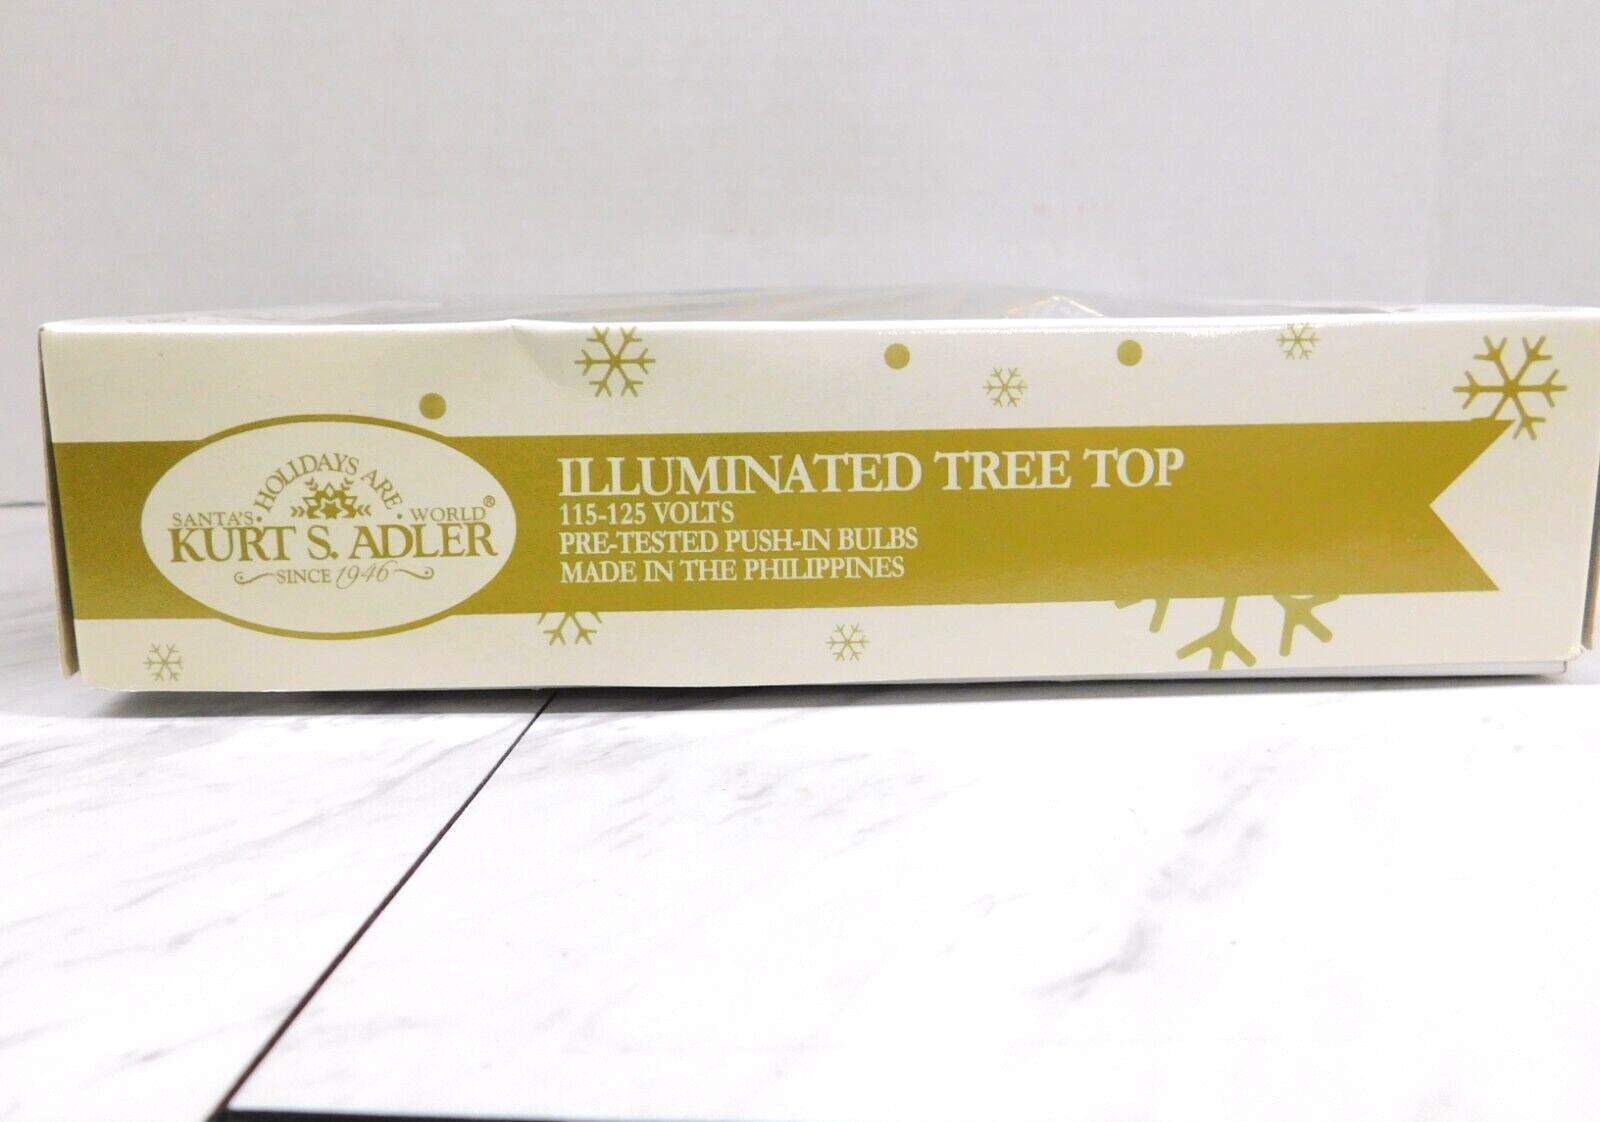 HOLIDAYS ARE
SANTA'S WORLD®
KURT S. ADLER
SINCE 1946
ILLUMINATED TREE TOP
115-125 VOLTS
PRE-TESTED PUSH-IN BULBS
MADE IN THE PHILIPPINES